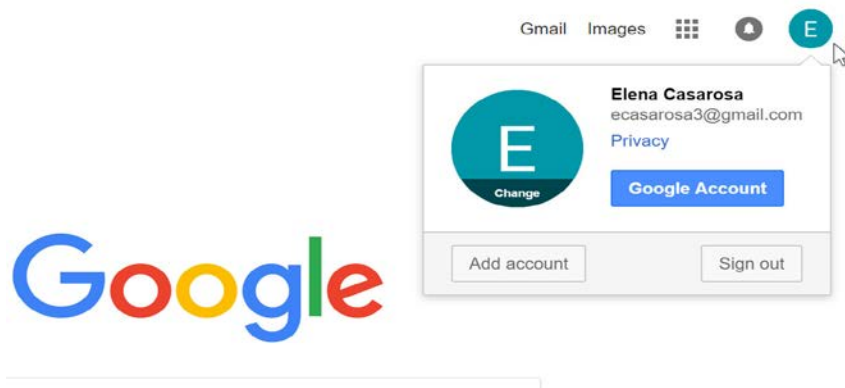 Gmail Images E
Elena Casarosa
ecasarosa3@gmail.com
Privacy
E
Change
Google Account
Add account Sign out
Google